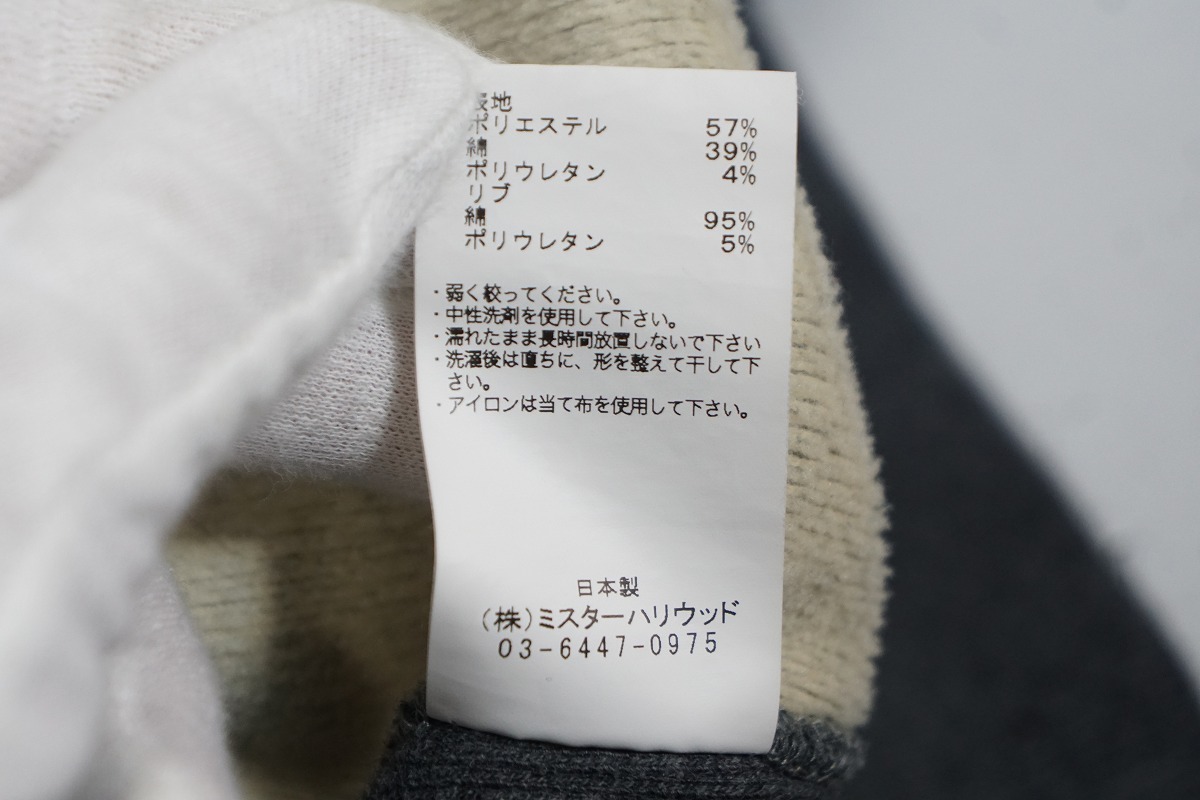 表地
ポリエステル 57%
綿 39%
ポリウレタン 4%
リブ
綿 95%
ポリウレタン 5%
・弱く絞ってください。
・中性洗剤を使用して下さい。
・濡れたまま長時間放置しないで下さい
・洗濯後は直ちに、形を整えて干して下
さい。
・アイロンは当て布を使用して下さい。
日本製
(株)ミスターハリウッド
03-6447-0975